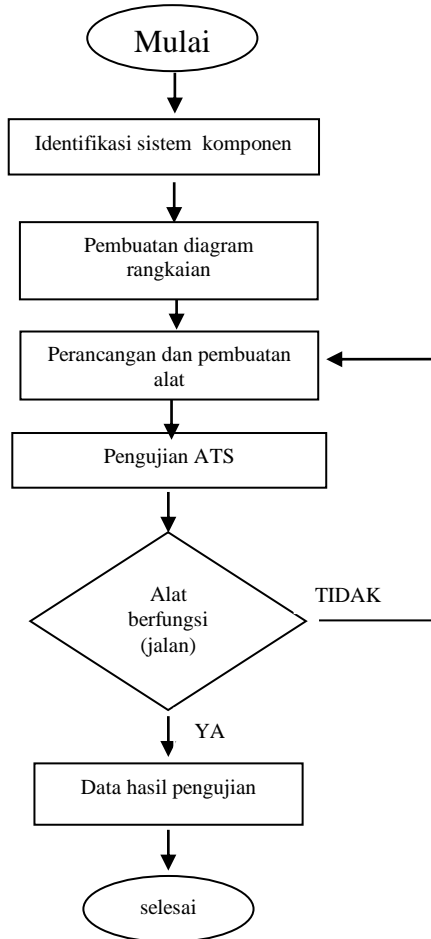 Mulai
Identifikasi sistem komponen
Pembuatan diagram
rangkaian
Perancangan dan pembuatan
alat
Pengujian ATS
Alat
berfungsi
(jalan)
TIDAK
YA
Data hasil pengujian
selesai